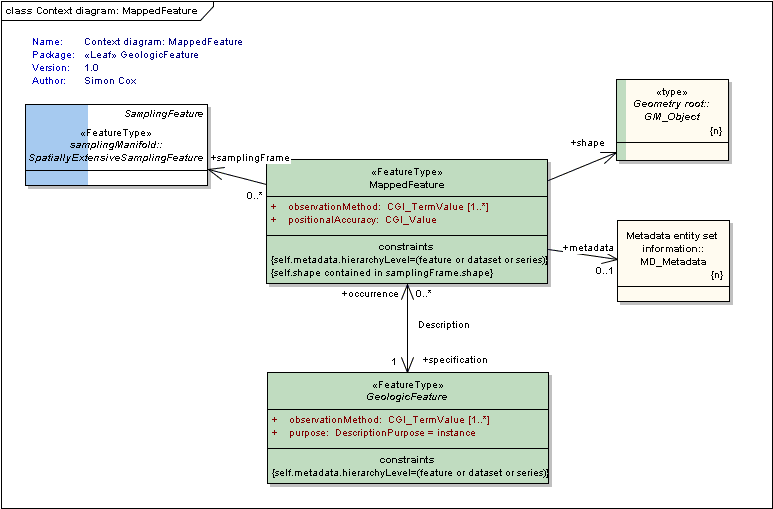 class Context diagram: MappedFeature
Name: Context diagram: MappedFeature
Package: «Leaf» GeologicFeature
Version: 1.0
Author: Simon Cox
SamplingFeature
«FeatureType»
samplingManifold::
SpatiallyExtensiveSamplingFeature
+samplingFrame
0..*
«type»
Geometry root::
GM_Object
{n}
+shape
«FeatureType»
MappedFeature
+ observationMethod: CGI_TermValue [1..*]
+ positionalAccuracy: CGI_Value
constraints
{self.metadata.hierarchyLevel=(feature or dataset or series)}
{self.shape contained in samplingFrame.shape}
+metadata
0..1
Metadata entity set
information::
MD_Metadata
{n}
+occurrence 0..*
Description
1 +specification
«FeatureType»
GeologicFeature
+ observationMethod: CGI_TermValue [1..*]
+ purpose: DescriptionPurpose = instance
constraints
{self.metadata.hierarchyLevel=(feature or dataset or series)}